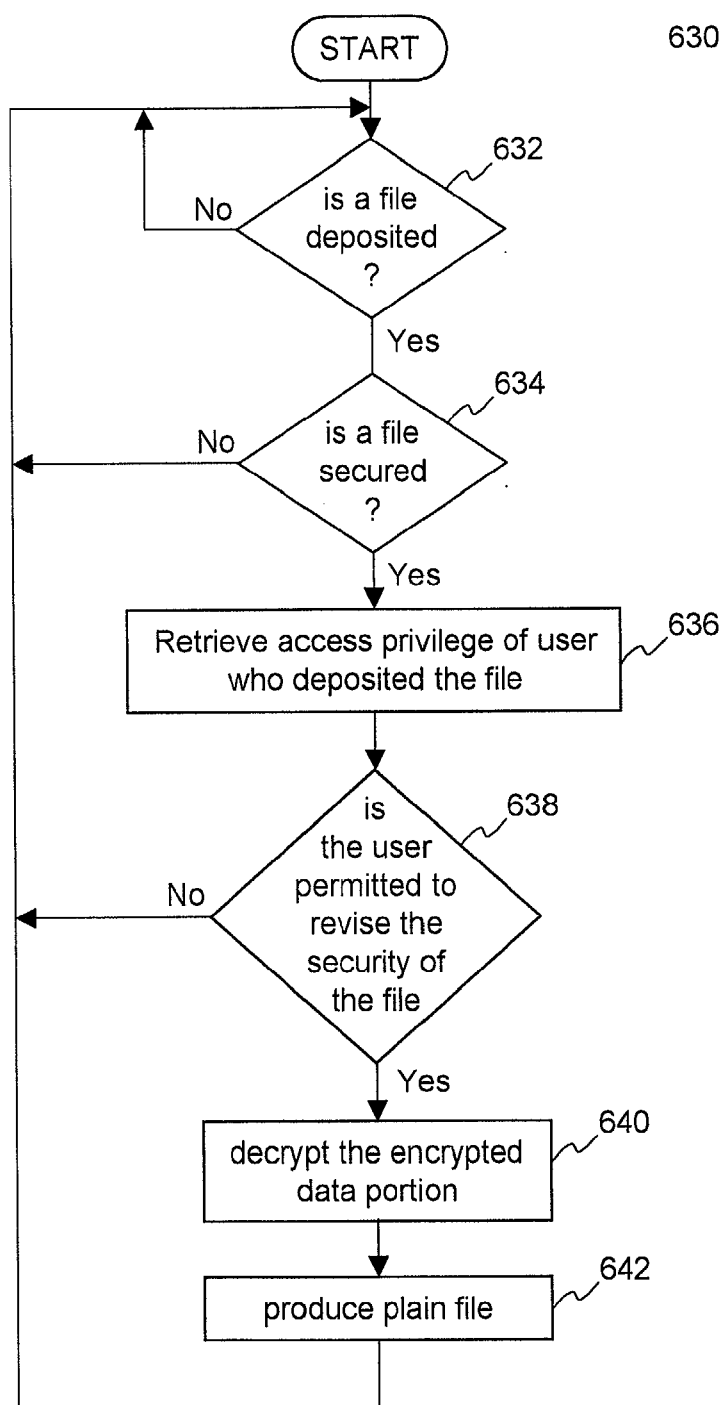 START
630
632
is a file
deposited
?
No
Yes
634
is a file
secured
?
No
Yes
Retrieve access privilege of user
who deposited the file
636
is
the user
permitted to
revise the
security of
the file
638
No
Yes
decrypt the encrypted
data portion
640
produce plain file
642